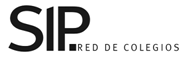 SIP.
RED DE COLEGIOS